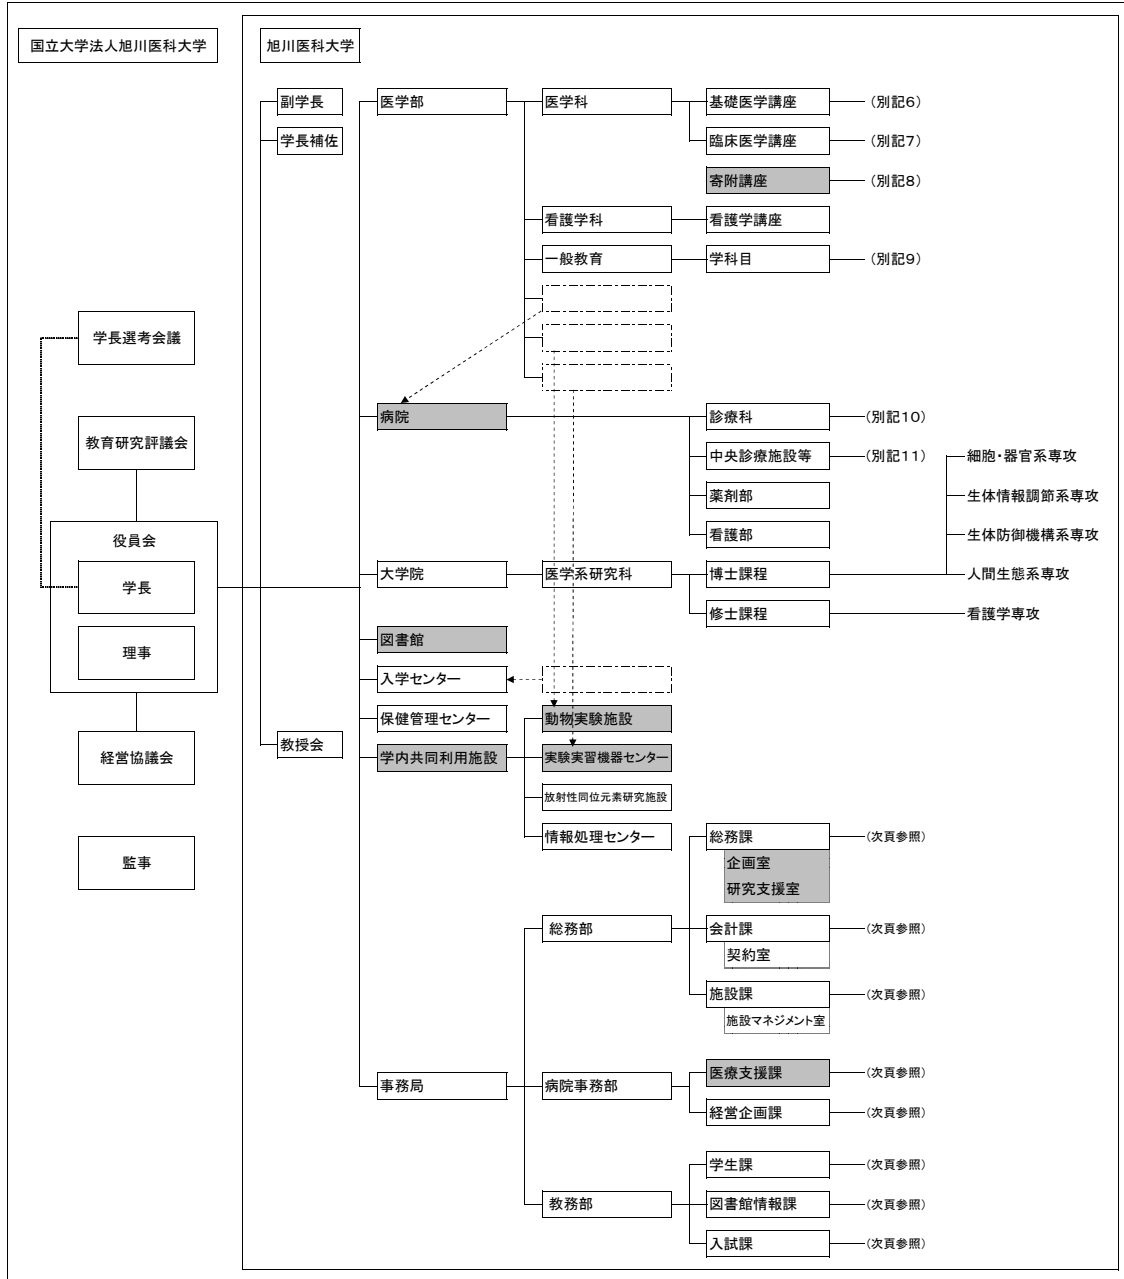 国立大学法人旭川医科大学
旭川医科大学
副学長
医学部
医学科
基礎医学講座
(別記6)
学長補佐
臨床医学講座
(別記7)
寄附講座
(別記8)
看護学科
看護学講座
一般教育
学科目
(別記9)
学長選考会議
病院
診療科
(別記10)
教育研究評議会
中央診療施設等
(別記11)
細胞・器官系専攻
薬剤部
生体情報調節系専攻
役員会
看護部
生体防御機構系専攻
学長
大学院
医学系研究科
博士課程
人間生態系専攻
修士課程
看護学専攻
理事
図書館
入学センター
保健管理センター
動物実験施設
経営協議会
教授会
学内共同利用施設
実験実習機器センター
放射性同位元素研究施設
監事
情報処理センター
総務課
(次頁参照)
企画室
研究支援室
総務部
会計課
(次頁参照)
契約室
施設課
(次頁参照)
施設マネジメント室
医療支援課
(次頁参照)
事務局
病院事務部
経営企画課
(次頁参照)
学生課
(次頁参照)
教務部
図書館情報課
(次頁参照)
入試課
(次頁参照)